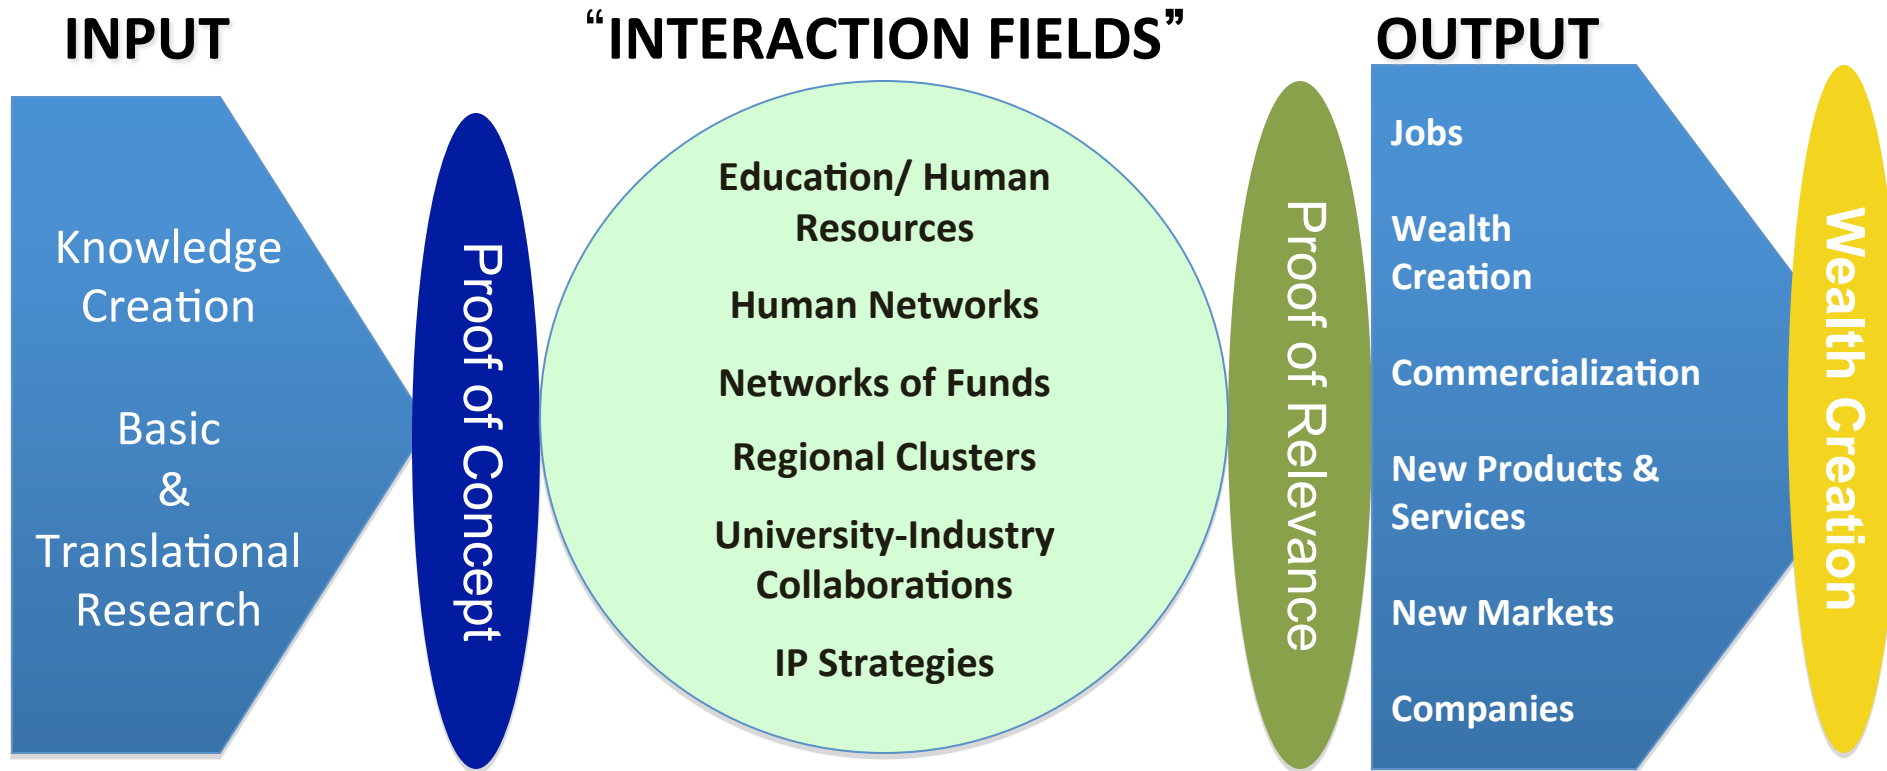 INPUT
Knowledge
Creation
Basic
&
Translational
Research
Proof of Concept
“INTERACTION FIELDS”
Education/ Human
Resources
Human Networks
Networks of Funds
Regional Clusters
University-Industry
Collaborations
IP Strategies
Proof of Relevance
OUTPUT
Jobs
Wealth
Creation
Commercialization
New Products &
Services
New Markets
Companies
Wealth Creation